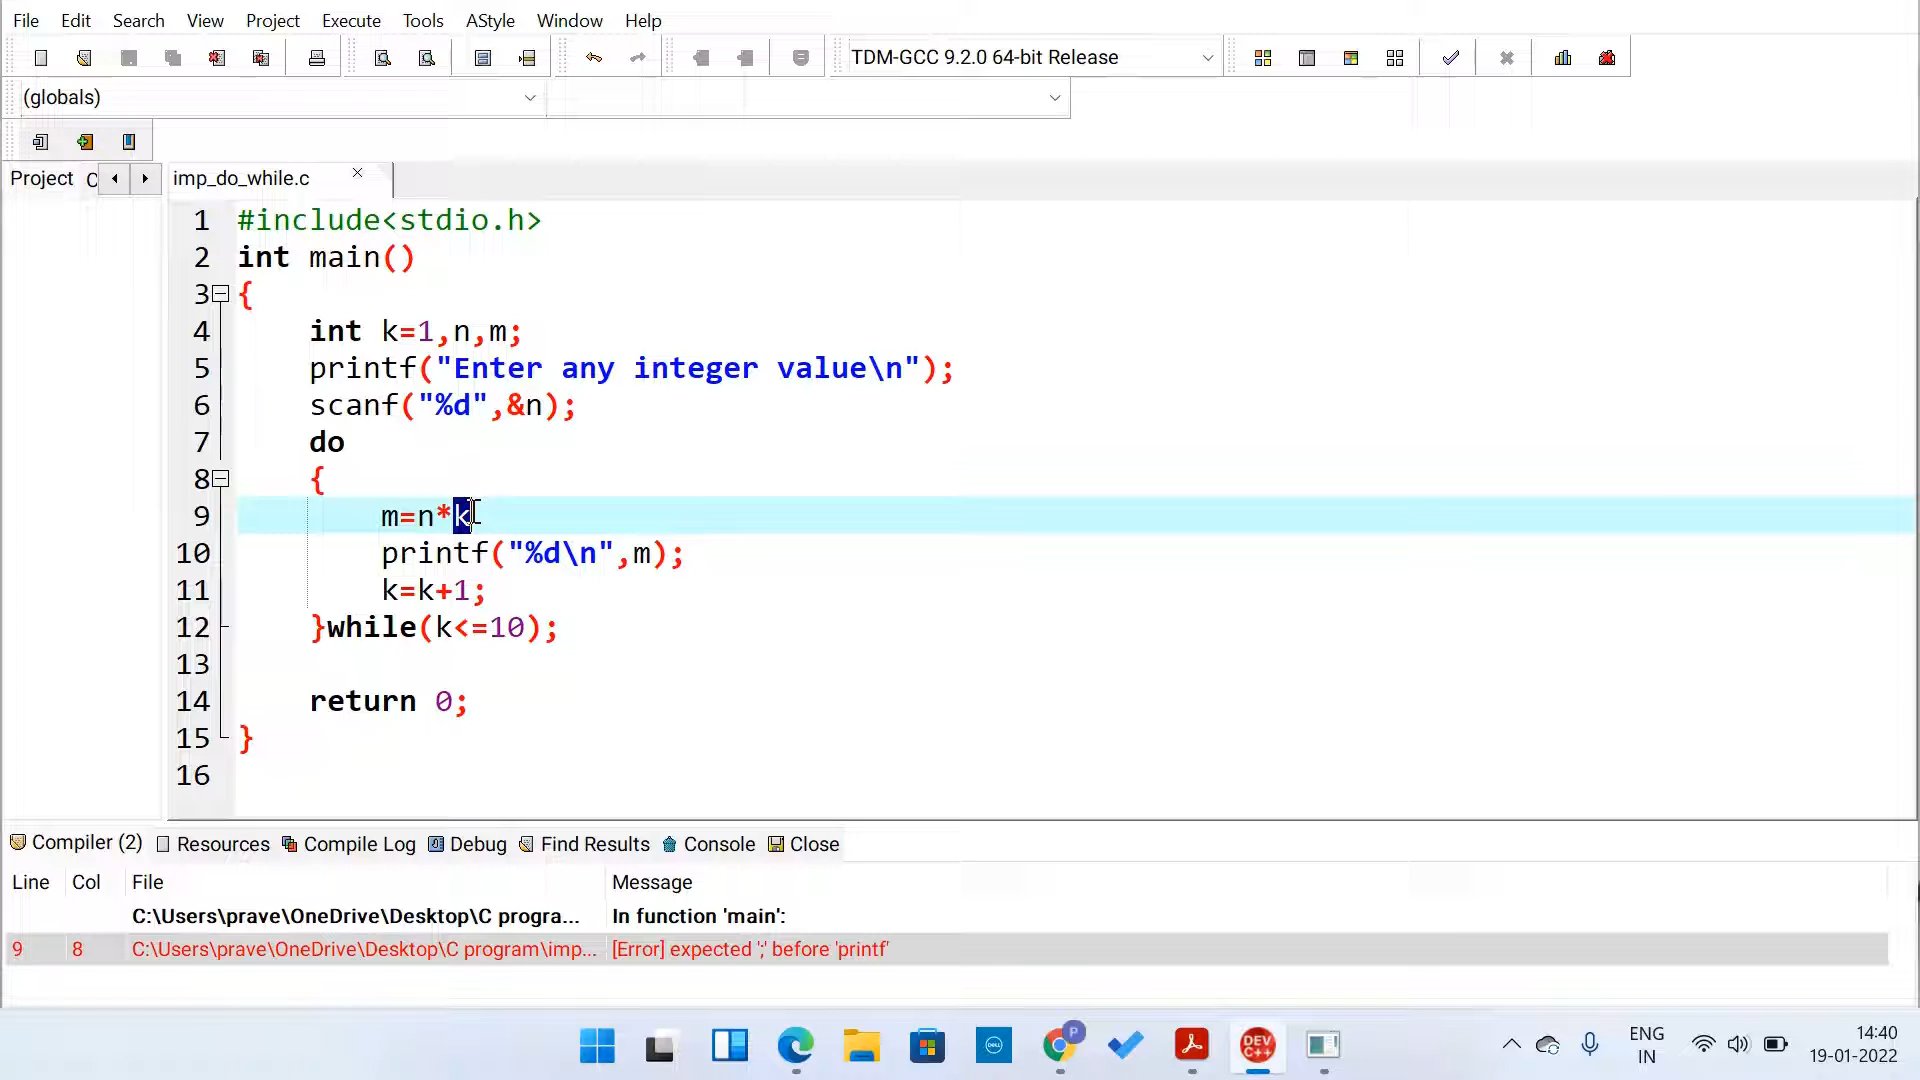 File Edit Search View Project Execute Tools AStyle Window Help
TDM-GCC 9.2.0 64-bit Release
(globals)
Project C imp_do_while.c
1 #include<stdio.h>
2 int main()
3 {
4 int k=1,n,m;
5 printf("Enter any integer value\n");
6 scanf("%d",&n);
7 do
8 {
9 m=n*k
10 printf("%d\n",m);
11 k=k+1;
12 }while(k<=10);
13
14 return 0;
15 }
16
Compiler (2) Resources Compile Log Debug Find Results Console Close
Line Col File Message
C:\Users\prave\OneDrive\Desktop\C progra... In function 'main':
9 8 C:\Users\prave\OneDrive\Desktop\C program\imp... [Error] expected ';' before 'printf'
DELL P DEV C++ ENG 14:40
IN 19-01-2022